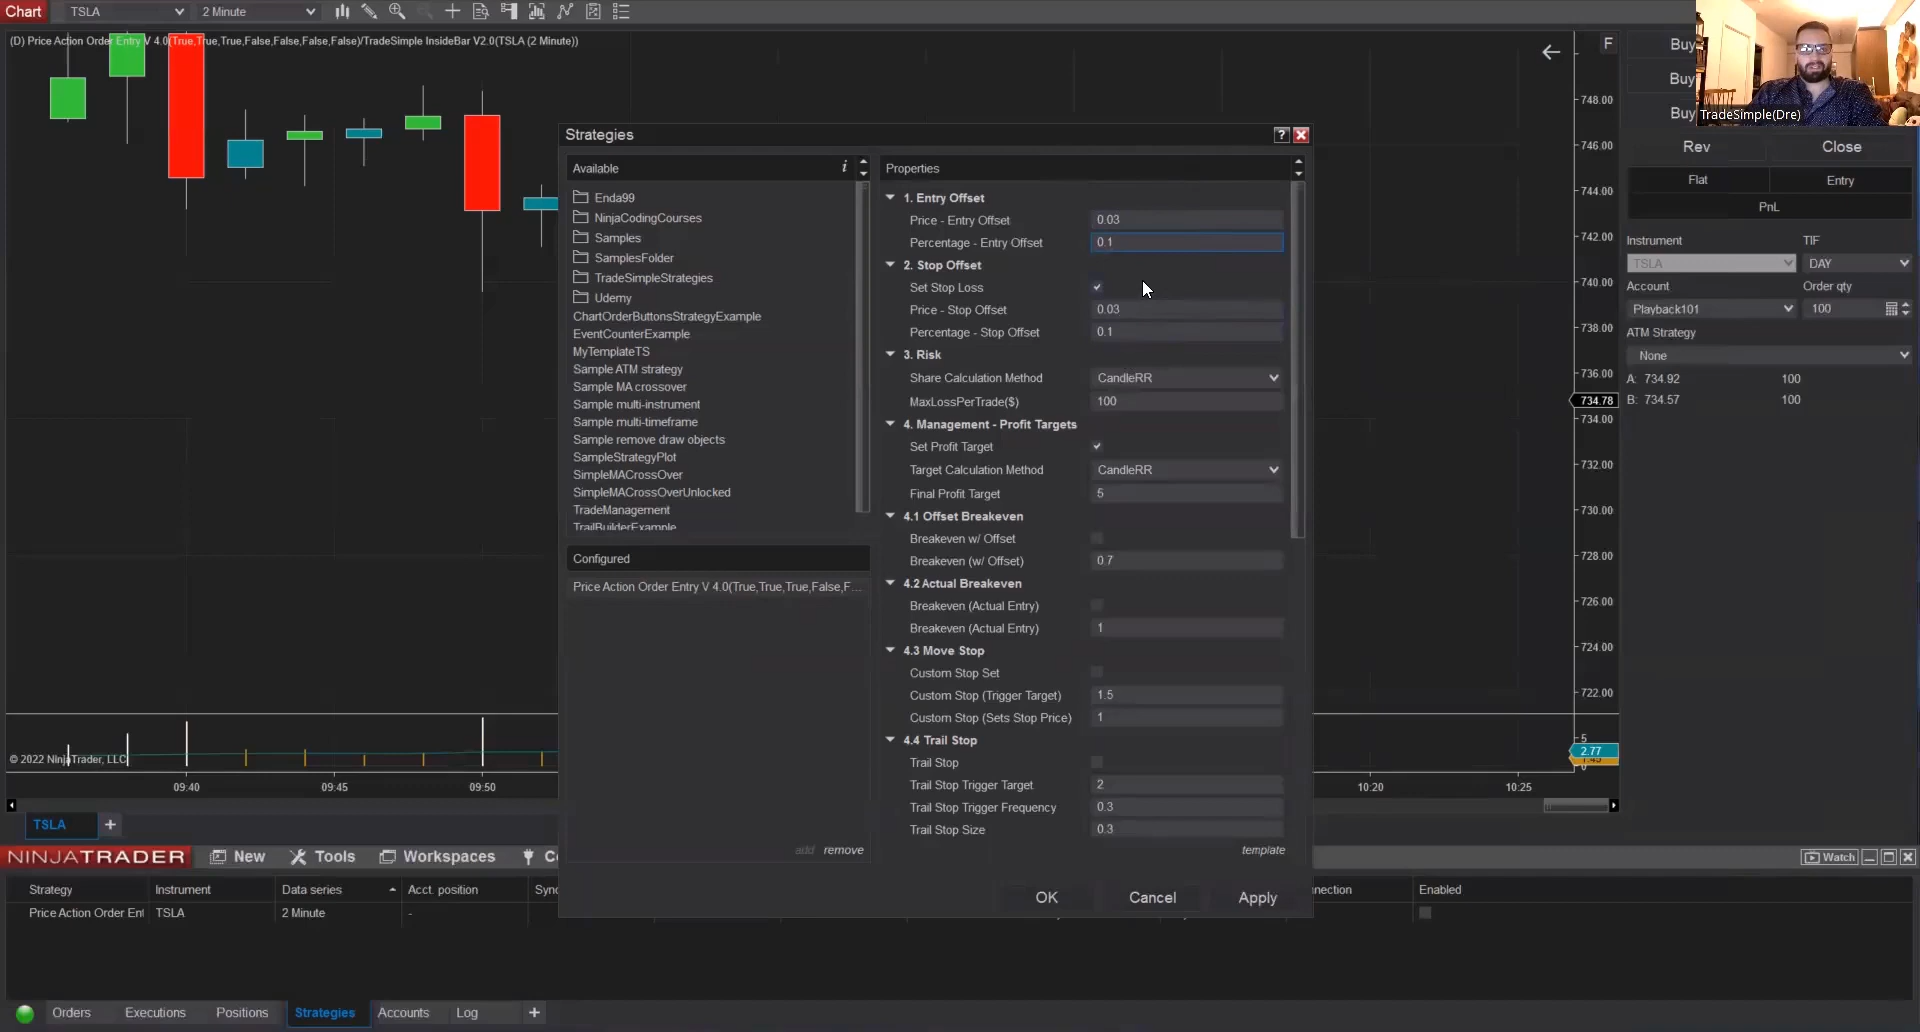 Chart TSLA 2 Minute
(D) Price Action Order Entry V 4.0(True,True,True,False,False,False,False)/TradeSimple InsideBar V2.0(TSLA (2 Minute))
F
748.00
746.00
744.00
742.00
740.00
738.00
736.00
734.78
734.00
732.00
730.00
728.00
726.00
724.00
722.00
5
2.77
1.45
0
© 2022 NinjaTrader, LLC
09:40 09:45 09:50 10:20 10:25
TSLA +
Strategies ?
Available i
Enda99
NinjaCodingCourses
Samples
SamplesFolder
TradeSimpleStrategies
Udemy
ChartOrderButtonsStrategyExample
EventCounterExample
MyTemplateTS
Sample ATM strategy
Sample MA crossover
Sample multi-instrument
Sample multi-timeframe
Sample remove draw objects
SampleStrategyPlot
SimpleMACrossOver
SimpleMACrossOverUnlocked
TradeManagement
TrailBuilderExample
Configured
Price Action Order Entry V 4.0(True,True,True,False,F...
add remove
Properties
1. Entry Offset
Price - Entry Offset 0.03
Percentage - Entry Offset 0.1
2. Stop Offset
Set Stop Loss
Price - Stop Offset 0.03
Percentage - Stop Offset 0.1
3. Risk
Share Calculation Method CandleRR
MaxLossPerTrade($) 100
4. Management - Profit Targets
Set Profit Target
Target Calculation Method CandleRR
Final Profit Target 5
4.1 Offset Breakeven
Breakeven w/ Offset
Breakeven (w/ Offset) 0.7
4.2 Actual Breakeven
Breakeven (Actual Entry)
Breakeven (Actual Entry) 1
4.3 Move Stop
Custom Stop Set
Custom Stop (Trigger Target) 1.5
Custom Stop (Sets Stop Price) 1
4.4 Trail Stop
Trail Stop
Trail Stop Trigger Target 2
Trail Stop Trigger Frequency 0.3
Trail Stop Size 0.3
template
OK Cancel Apply
Buy
Buy
Buy
TradeSimple(Dre)
Rev Close
Flat Entry
PnL
Instrument TIF
TSLA DAY
Account Order qty
Playback101 100
ATM Strategy
None
A: 734.92 100
B: 734.57 100
NINJATRADER New Tools Workspaces C Watch
Strategy Instrument Data series Acct. position Sync nnection Enabled
Price Action Order Ent TSLA 2 Minute -
Orders Executions Positions Strategies Accounts Log +